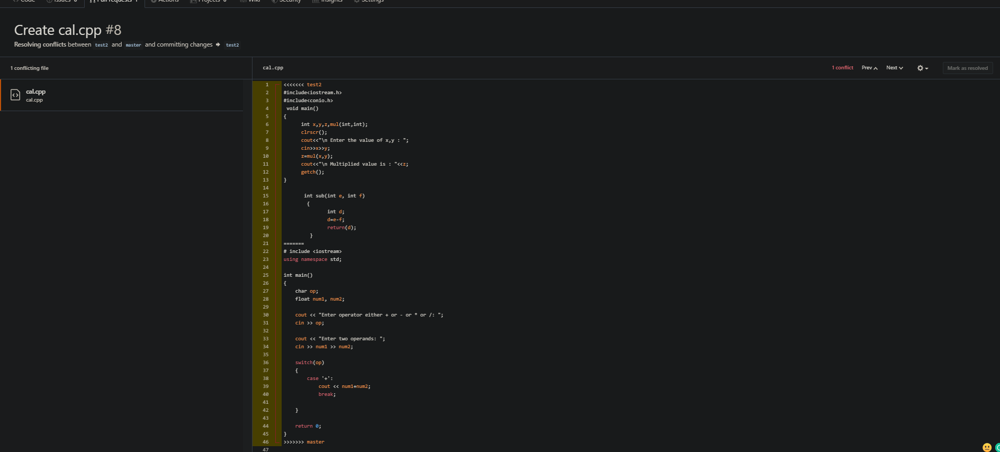 Code Issues 0 Pull requests 1 Actions Projects 0 Wiki Security Insights Settings
Create cal.cpp #8
Resolving conflicts between test2 and master and committing changes test2
1 conflicting file
cal.cpp
cal.cpp
cal.cpp
1 conflict Prev Next Mark as resolved
1 <<<<<<< test2
2 #include<iostream.h>
3 #include<conio.h>
4 void main()
5 {
6 int x,y,z,mul(int,int);
7 clrscr();
8 cout<<"\n Enter the value of x,y : ";
9 cin>>x>>y;
10 z=mul(x,y);
11 cout<<"\n Multiplied value is : "<<z;
12 getch();
13 }
14
15 int sub(int e, int f)
16 {
17 int d;
18 d=e-f;
19 return(d);
20 }
21 =======
22 # include <iostream>
23 using namespace std;
24
25 int main()
26 {
27 char op;
28 float num1, num2;
29
30 cout << "Enter operator either + or - or * or /: ";
31 cin >> op;
32
33 cout << "Enter two operands: ";
34 cin >> num1 >> num2;
35
36 switch(op)
37 {
38 case '+':
39 cout << num1+num2;
40 break;
41
42 }
43
44 return 0;
45 }
46 >>>>>>> master
47